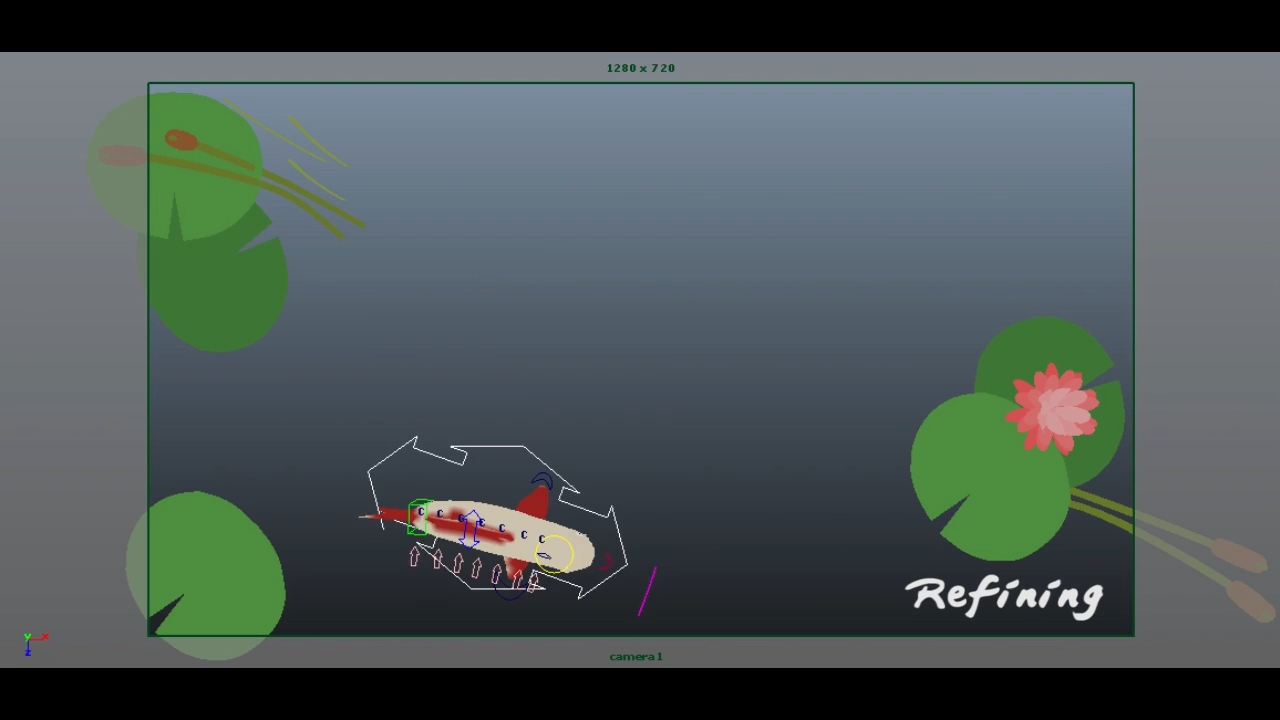 1280 x 720
c c c c c c c
Refining
y x
z
camera1